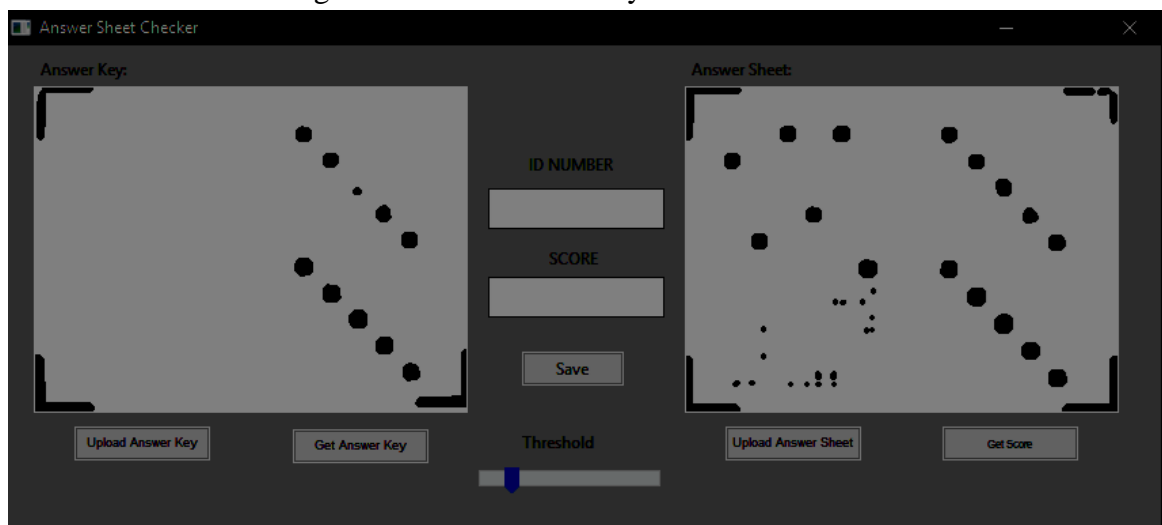 Answer Sheet Checker
Answer Key:
Answer Sheet:
ID NUMBER
SCORE
Save
Upload Answer Key
Get Answer Key
Threshold
Upload Answer Sheet
Get Score